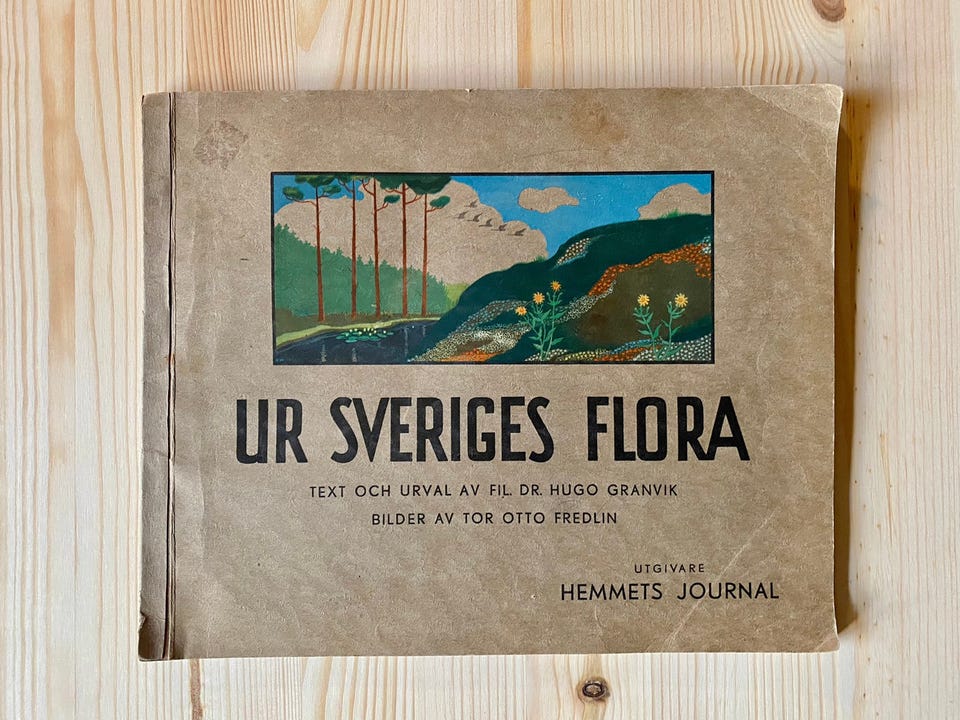 UR SVERIGES FLORA
TEXT OCH URVAL AV FIL. DR. HUGO GRANVIK
BILDER AV TOR OTTO FREDLIN
UTGIVARE
HEMMETS JOURNAL